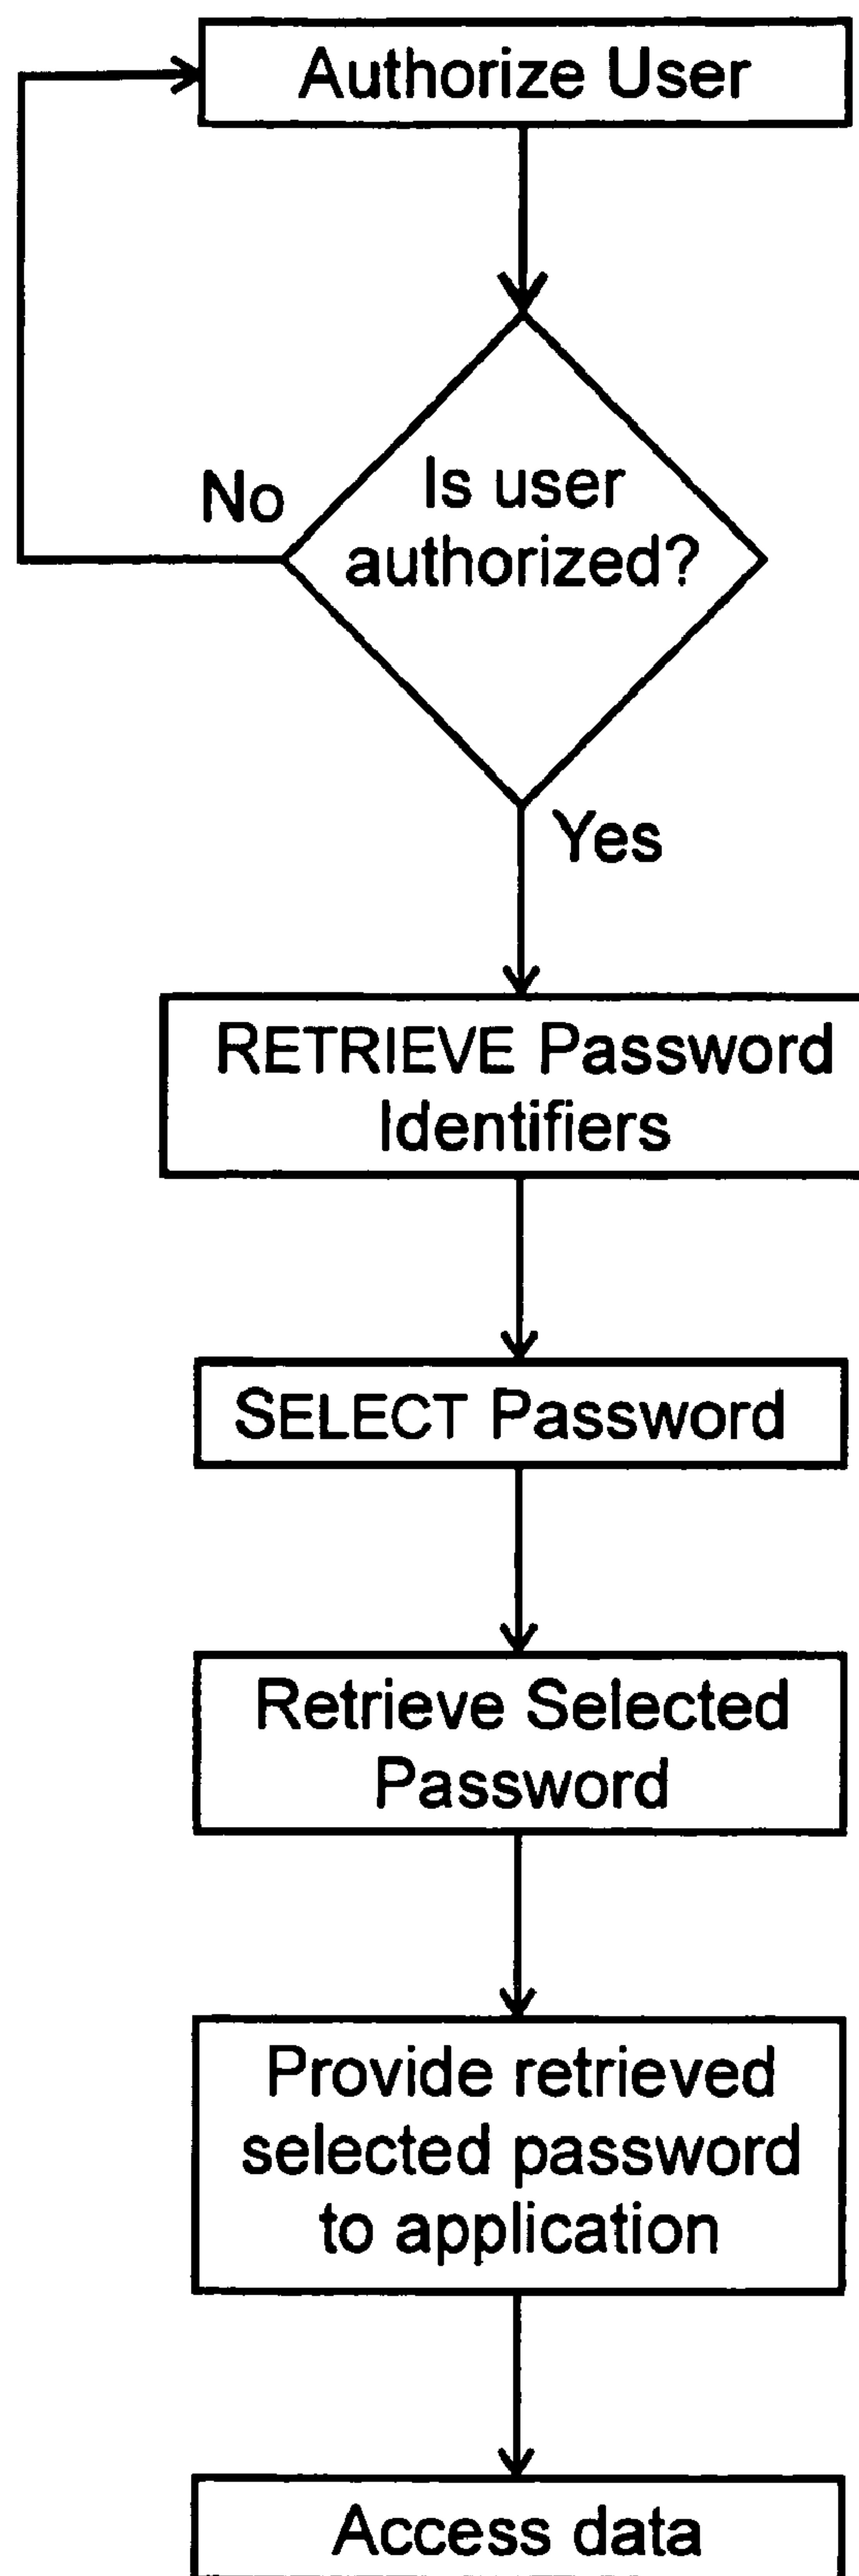 Authorize User
Is user
authorized?
No
Yes
RETRIEVE Password
Identifiers
SELECT Password
Retrieve Selected
Password
Provide retrieved
selected password
to application
Access data